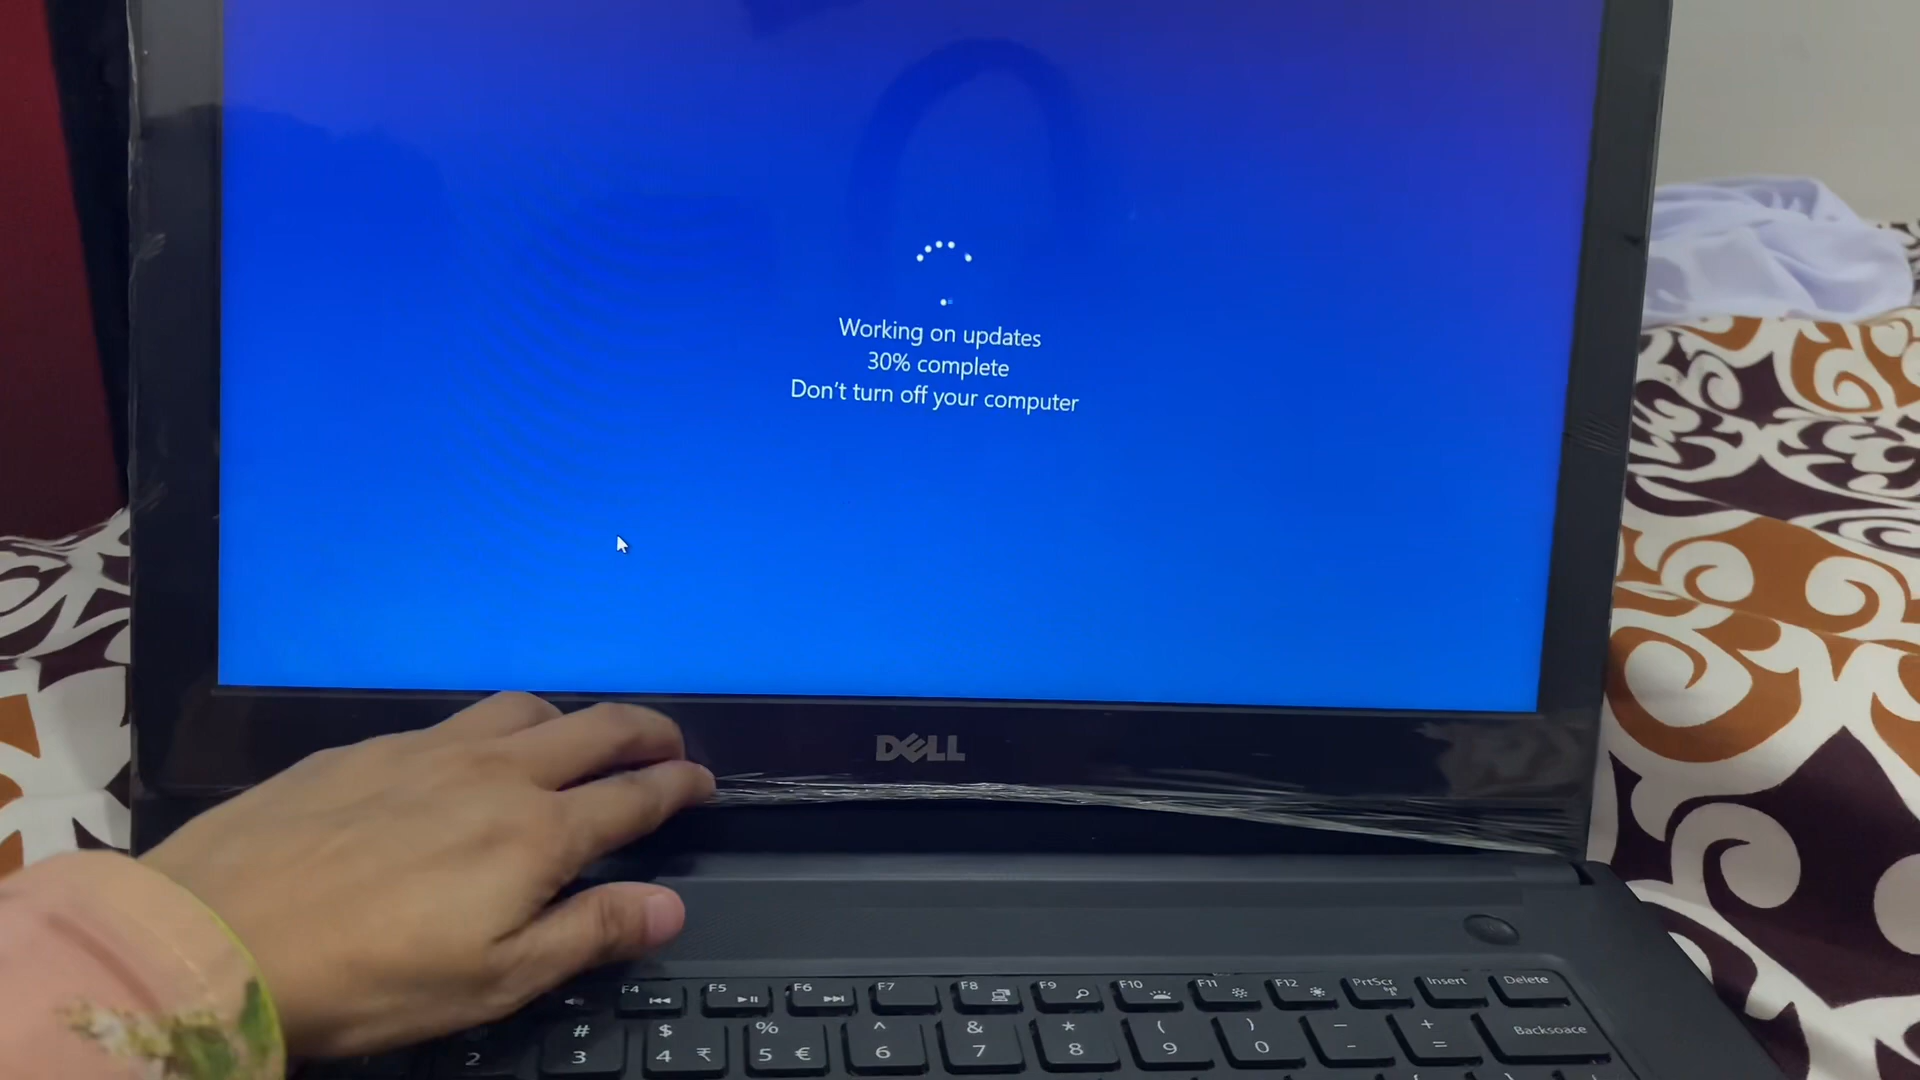 Working on updates
30% complete
Don't turn off your computer
DELL
F4 F5 F6 F7 F8 F9 F10 F11 F12 PrtScr Insert Delete
# $ % ^ & * ( ) _ + Backspace
2 3 4 ₹ 5 € 6 7 8 9 0 - =